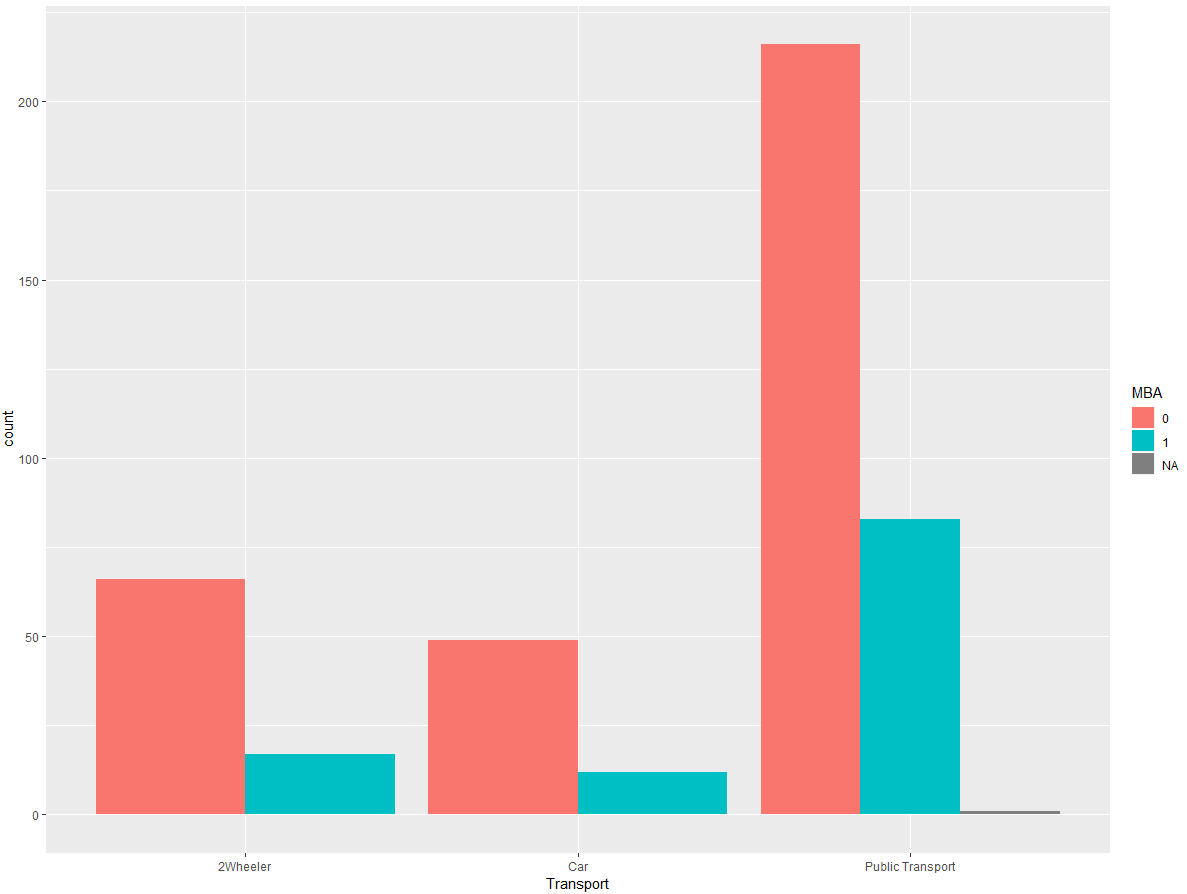 200
150
100
50
0
count
2Wheeler
Car
Public Transport
Transport
MBA
0
1
NA